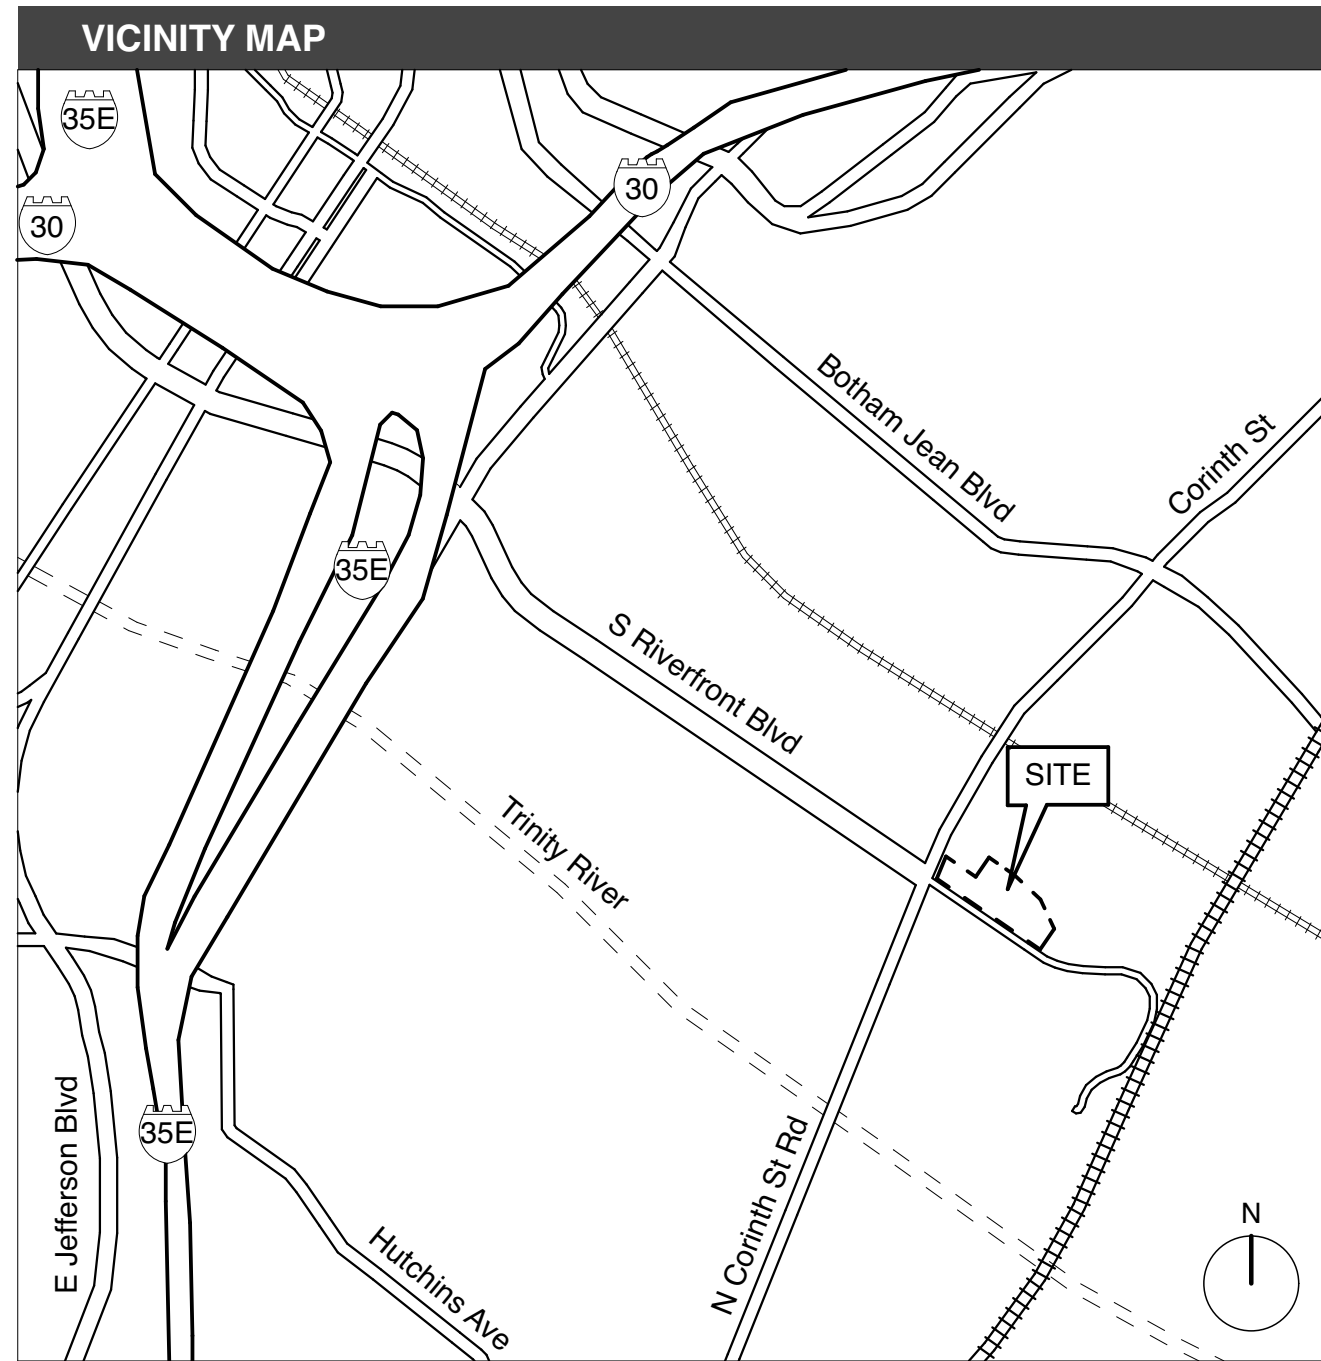 VICINITY MAP
35E
30
30
Botham Jean Blvd
Corinth St
35E
S Riverfront Blvd
SITE
Trinity River
35E
E Jefferson Blvd
N Corinth St Rd
Hutchins Ave
N